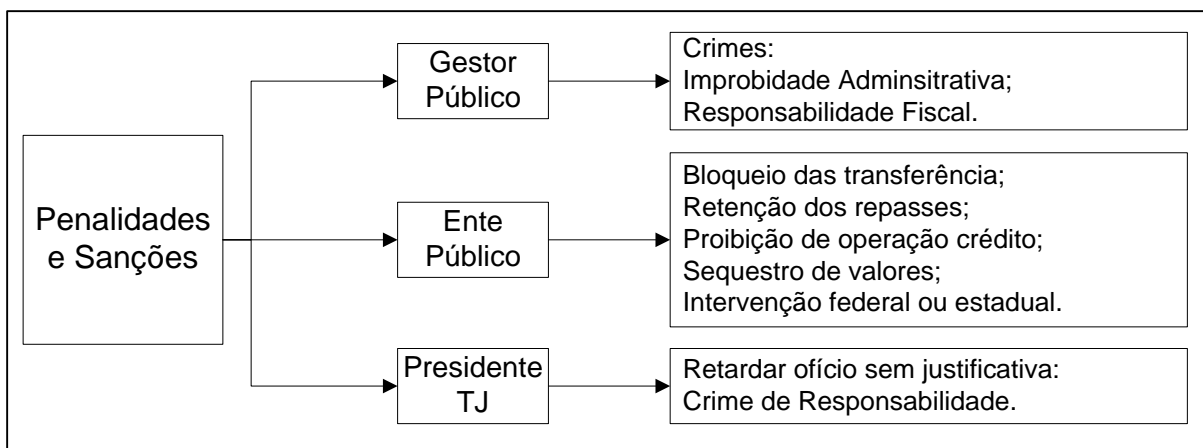 Penalidades
e Sanções
Gestor
Público
Crimes:
Improbidade Adminsitrativa;
Responsabilidade Fiscal.
Ente
Público
Bloqueio das transferência;
Retenção dos repasses;
Proibição de operação crédito;
Sequestro de valores;
Intervenção federal ou estadual.
Presidente
TJ
Retardar ofício sem justificativa:
Crime de Responsabilidade.